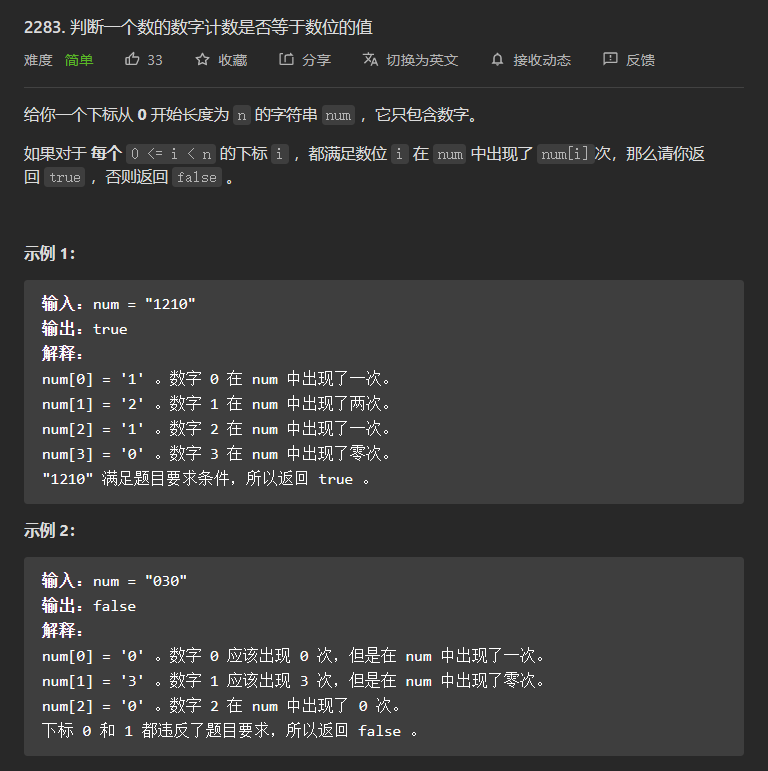 2283. 判断一个数的数字计数是否等于数位的值
难度 简单 33 收藏 分享 切换为英文 接收动态 反馈
给你一个下标从 0 开始长度为 n 的字符串 num ，它只包含数字。
如果对于 每个 0 <= i < n 的下标 i ，都满足数位 i 在 num 中出现了 num[i]次，那么请你返
回 true ，否则返回 false 。
示例 1：
输入：num = "1210"
输出：true
解释：
num[0] = '1' 。数字 0 在 num 中出现了一次。
num[1] = '2' 。数字 1 在 num 中出现了两次。
num[2] = '1' 。数字 2 在 num 中出现了一次。
num[3] = '0' 。数字 3 在 num 中出现了零次。
"1210" 满足题目要求条件，所以返回 true 。
示例 2：
输入：num = "030"
输出：false
解释：
num[0] = '0' 。数字 0 应该出现 0 次，但是在 num 中出现了一次。
num[1] = '3' 。数字 1 应该出现 3 次，但是在 num 中出现了零次。
num[2] = '0' 。数字 2 在 num 中出现了 0 次。
下标 0 和 1 都违反了题目要求，所以返回 false 。